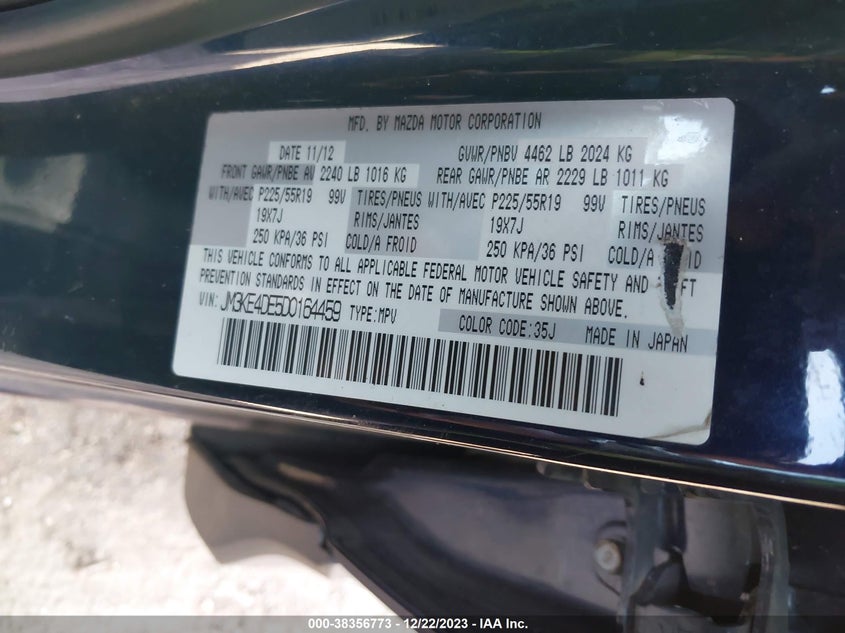 MFD. BY MAZDA MOTOR CORPORATION
DATE 11/12 GVWR/PNBV 4462 LB 2024 KG
FRONT GAWR/PNBE AV 2240 LB 1016 KG REAR GAWR/PNBE AR 2229 LB 1011 KG
WITH/AVEC P225/55R19 99V TIRES/PNEUS WITH/AVEC P225/55R19 99V TIRES/PNEUS
19X7J RIMS/JANTES 19X7J RIMS/JANTES
250 KPA/36 PSI COLD/A FROID 250 KPA/36 PSI COLD/A OID
THIS VEHICLE CONFORMS TO ALL APPLICABLE FEDERAL MOTOR VEHICLE SAFETY AND FT
PREVENTION STANDARDS IN EFFECT ON THE DATE OF MANUFACTURE SHOWN ABOVE.
VIN: JM3KE4DE5D0164459 TYPE:MPV COLOR CODE:35J MADE IN JAPAN
000-38356773 - 12/22/2023 - IAA Inc.